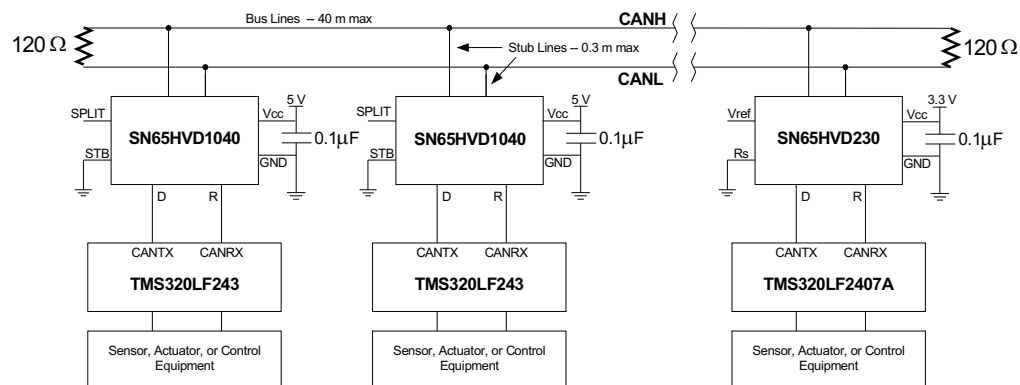 Bus Lines -- 40 m max
CANH
120 Ω
Stub Lines -- 0.3 m max
120 Ω
CANL
5 V
5 V
3.3 V
SPLIT
Vcc
SPLIT
Vcc
Vref
Vcc
SN65HVD1040
0.1µF
SN65HVD1040
0.1µF
SN65HVD230
0.1µF
STB
GND
STB
GND
Rs
GND
D
R
D
R
D
R
CANTX
CANRX
CANTX
CANRX
CANTX
CANRX
TMS320LF243
TMS320LF243
TMS320LF2407A
Sensor, Actuator, or Control
Equipment
Sensor, Actuator, or Control
Equipment
Sensor, Actuator, or Control
Equipment